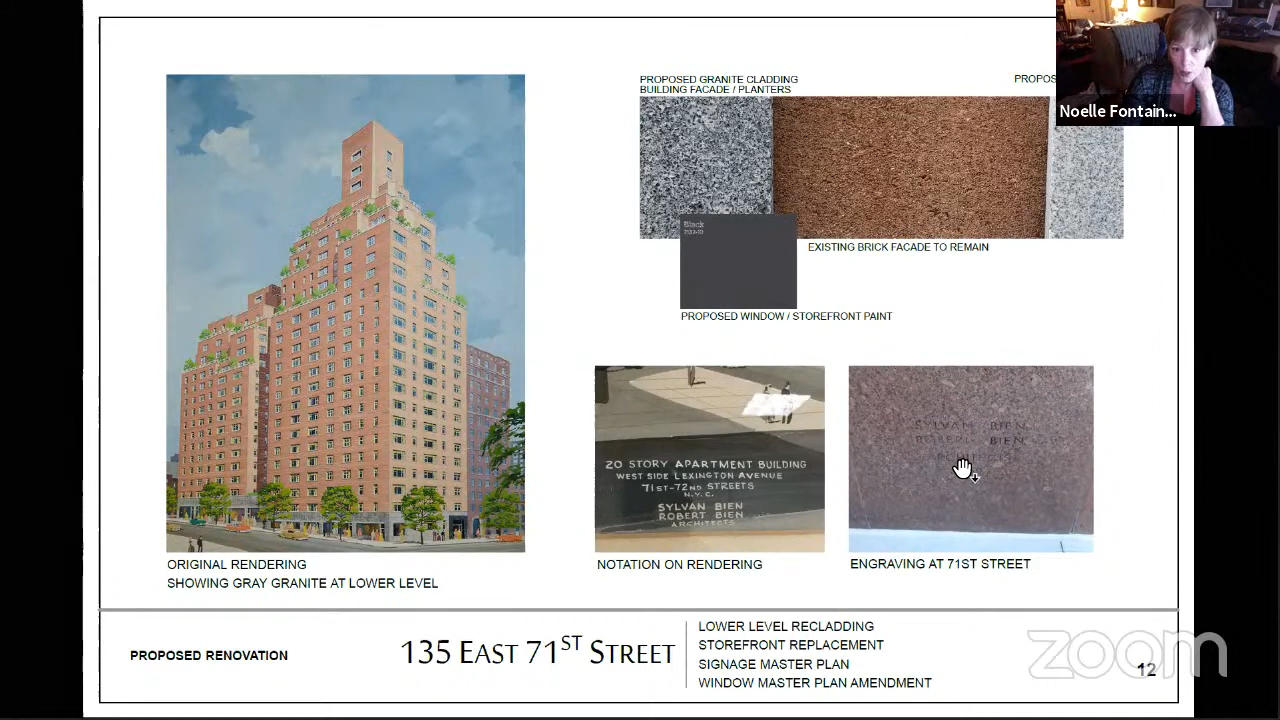 Noelle Fontain...
PROPOSED GRANITE CLADDING
BUILDING FACADE / PLANTERS
PROPOS
Black
EXISTING BRICK FACADE TO REMAIN
PROPOSED WINDOW / STOREFRONT PAINT
20 STORY APARTMENT BUILDING
WEST SIDE LEXINGTON AVENUE
71ST-72ND STREETS
N.Y.C.
SYLVAN BIEN
ROBERT BIEN
ARCHITECTS
SYLVAN BIEN
ROBERT BIEN
ARCHITECTS
ORIGINAL RENDERING
SHOWING GRAY GRANITE AT LOWER LEVEL
NOTATION ON RENDERING
ENGRAVING AT 71ST STREET
PROPOSED RENOVATION
135 EAST 71ST STREET
LOWER LEVEL RECLADDING
STOREFRONT REPLACEMENT
SIGNAGE MASTER PLAN
WINDOW MASTER PLAN AMENDMENT
zoom
12